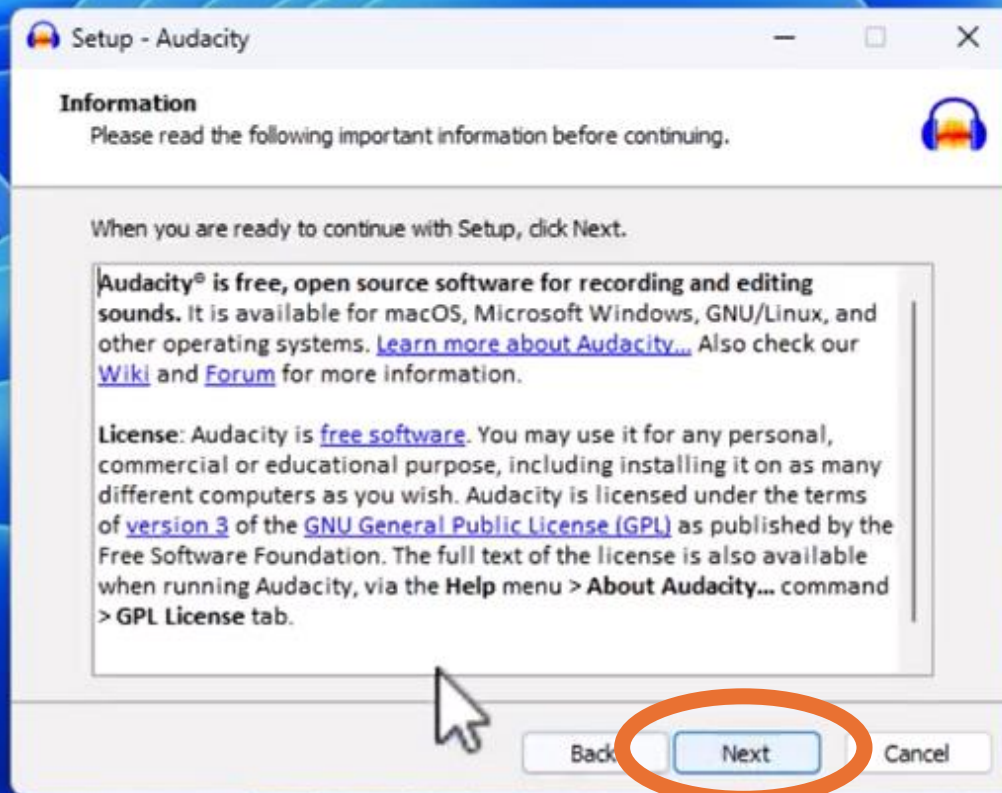 Setup - Audacity
Information
Please read the following important information before continuing.
When you are ready to continue with Setup, click Next.
Audacity® is free, open source software for recording and editing
sounds. It is available for macOS, Microsoft Windows, GNU/Linux, and
other operating systems. Learn more about Audacity... Also check our
Wiki and Forum for more information.
License: Audacity is free software. You may use it for any personal,
commercial or educational purpose, including installing it on as many
different computers as you wish. Audacity is licensed under the terms
of version 3 of the GNU General Public License (GPL) as published by the
Free Software Foundation. The full text of the license is also available
when running Audacity, via the Help menu > About Audacity... command
> GPL License tab.
Back Next Cancel